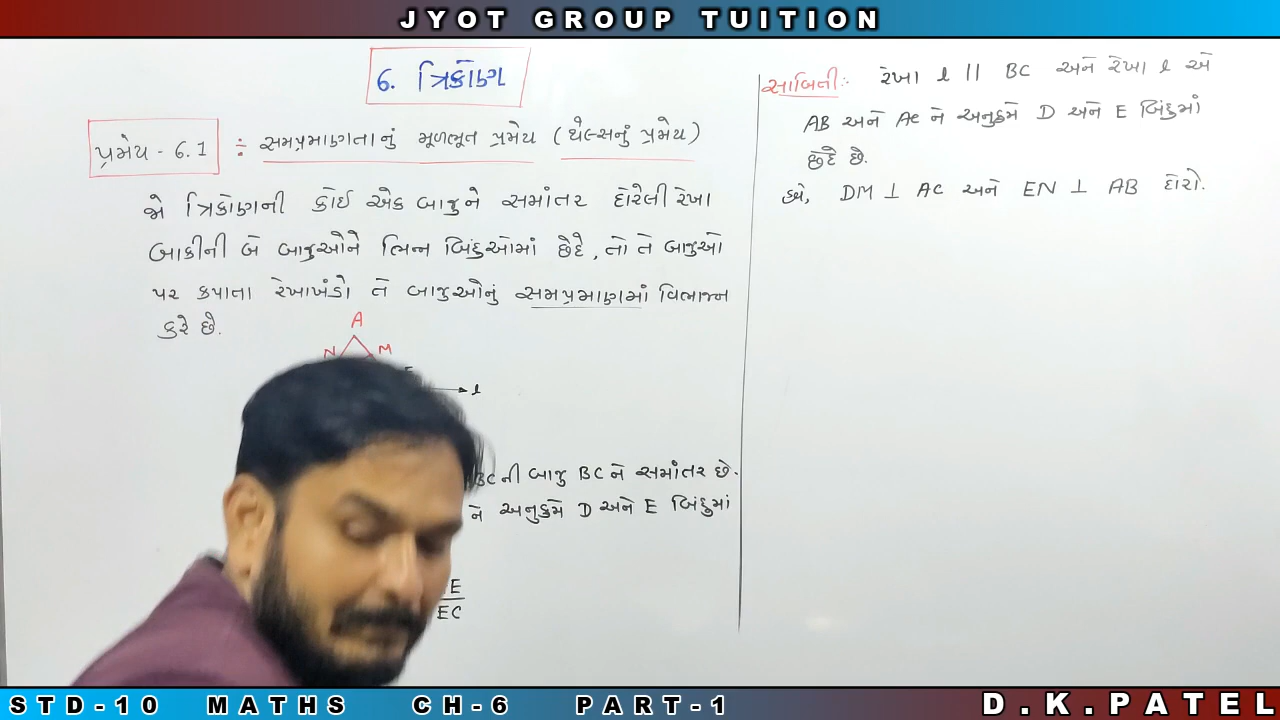 JYOT GROUP TUITION
6. ત્રિકોણ
પ્રમેય - 6.1 ÷ સમપ્રમાણતાનું મૂળભૂત પ્રમેય (થેલ્સનું પ્રમેય)
જો ત્રિકોણની કોઈ એક બાજુને સમાંતર દોરેલી રેખા
બાકીની બે બાજુઓને ભિન્ન બિંદુઓમાં છેદે, તો તે બાજુઓ
પર કપાતા રેખાખંડો તે બાજુઓનું સમપ્રમાણમાં વિભાજન
કરે છે.
A
N M
l
BC ની બાજુ BC ને સમાંતર છે.
ને અનુક્રમે D અને E બિંદુમાં
E
EC
સાબિતી:- રેખા l || BC અને રેખા l એ
AB અને AC ને અનુક્રમે D અને E બિંદુમાં
છેદે છે.
હવે, DM ⊥ AC અને EN ⊥ AB દોરો.
STD-10 MATHS CH-6 PART-1
D.K.PATEL